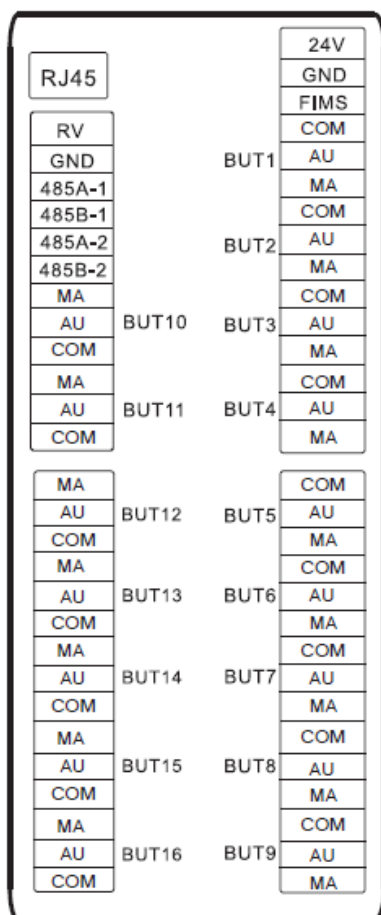 RJ45
RV
GND
485A-1
485B-1
485A-2
485B-2
MA
AU BUT10
COM
MA
AU BUT11
COM
MA
AU BUT12
COM
MA
AU BUT13
COM
MA
AU BUT14
COM
MA
AU BUT15
COM
MA
AU BUT16
COM
24V
GND
FIMS
COM
BUT1 AU
MA
COM
BUT2 AU
MA
COM
BUT3 AU
MA
COM
BUT4 AU
MA
COM
BUT5 AU
MA
COM
BUT6 AU
MA
COM
BUT7 AU
MA
COM
BUT8 AU
MA
COM
BUT9 AU
MA